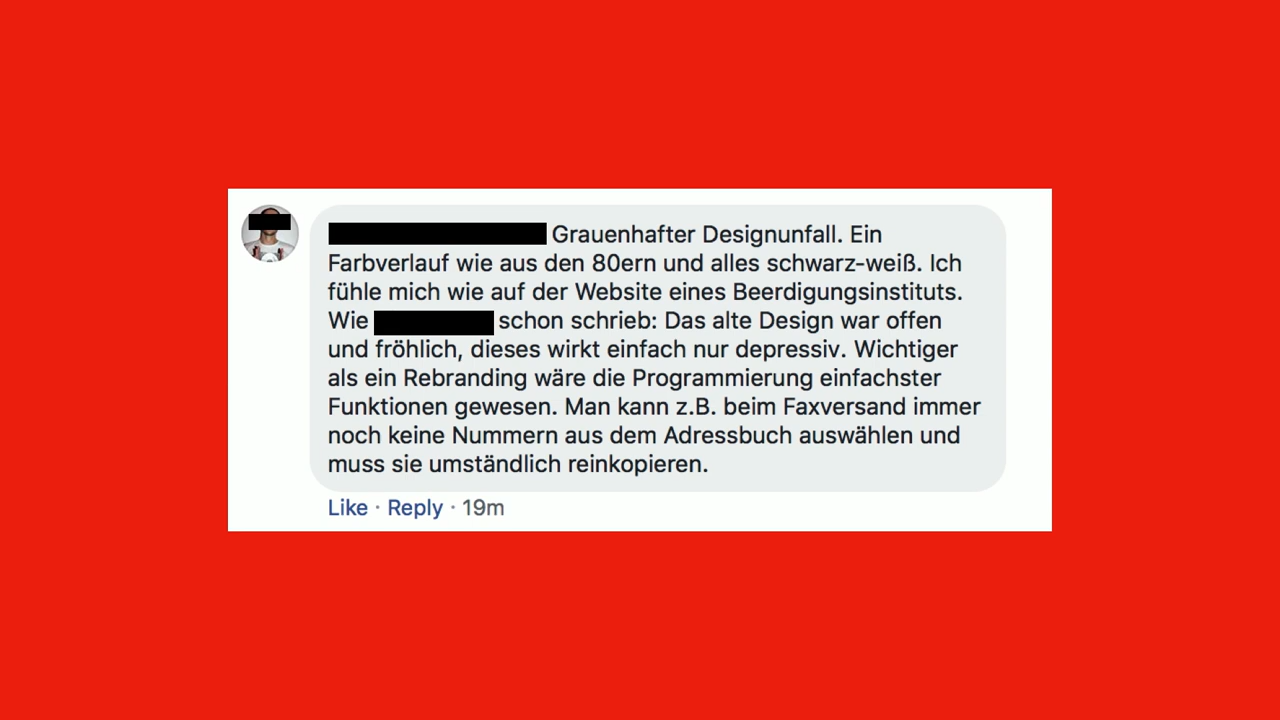 Grauenhafter Designunfall. Ein
Farbverlauf wie aus den 80ern und alles schwarz-weiß. Ich
fühle mich wie auf der Website eines Beerdigungsinstituts.
Wie schon schrieb: Das alte Design war offen
und fröhlich, dieses wirkt einfach nur depressiv. Wichtiger
als ein Rebranding wäre die Programmierung einfachster
Funktionen gewesen. Man kann z.B. beim Faxversand immer
noch keine Nummern aus dem Adressbuch auswählen und
muss sie umständlich reinkopieren.
Like · Reply · 19m